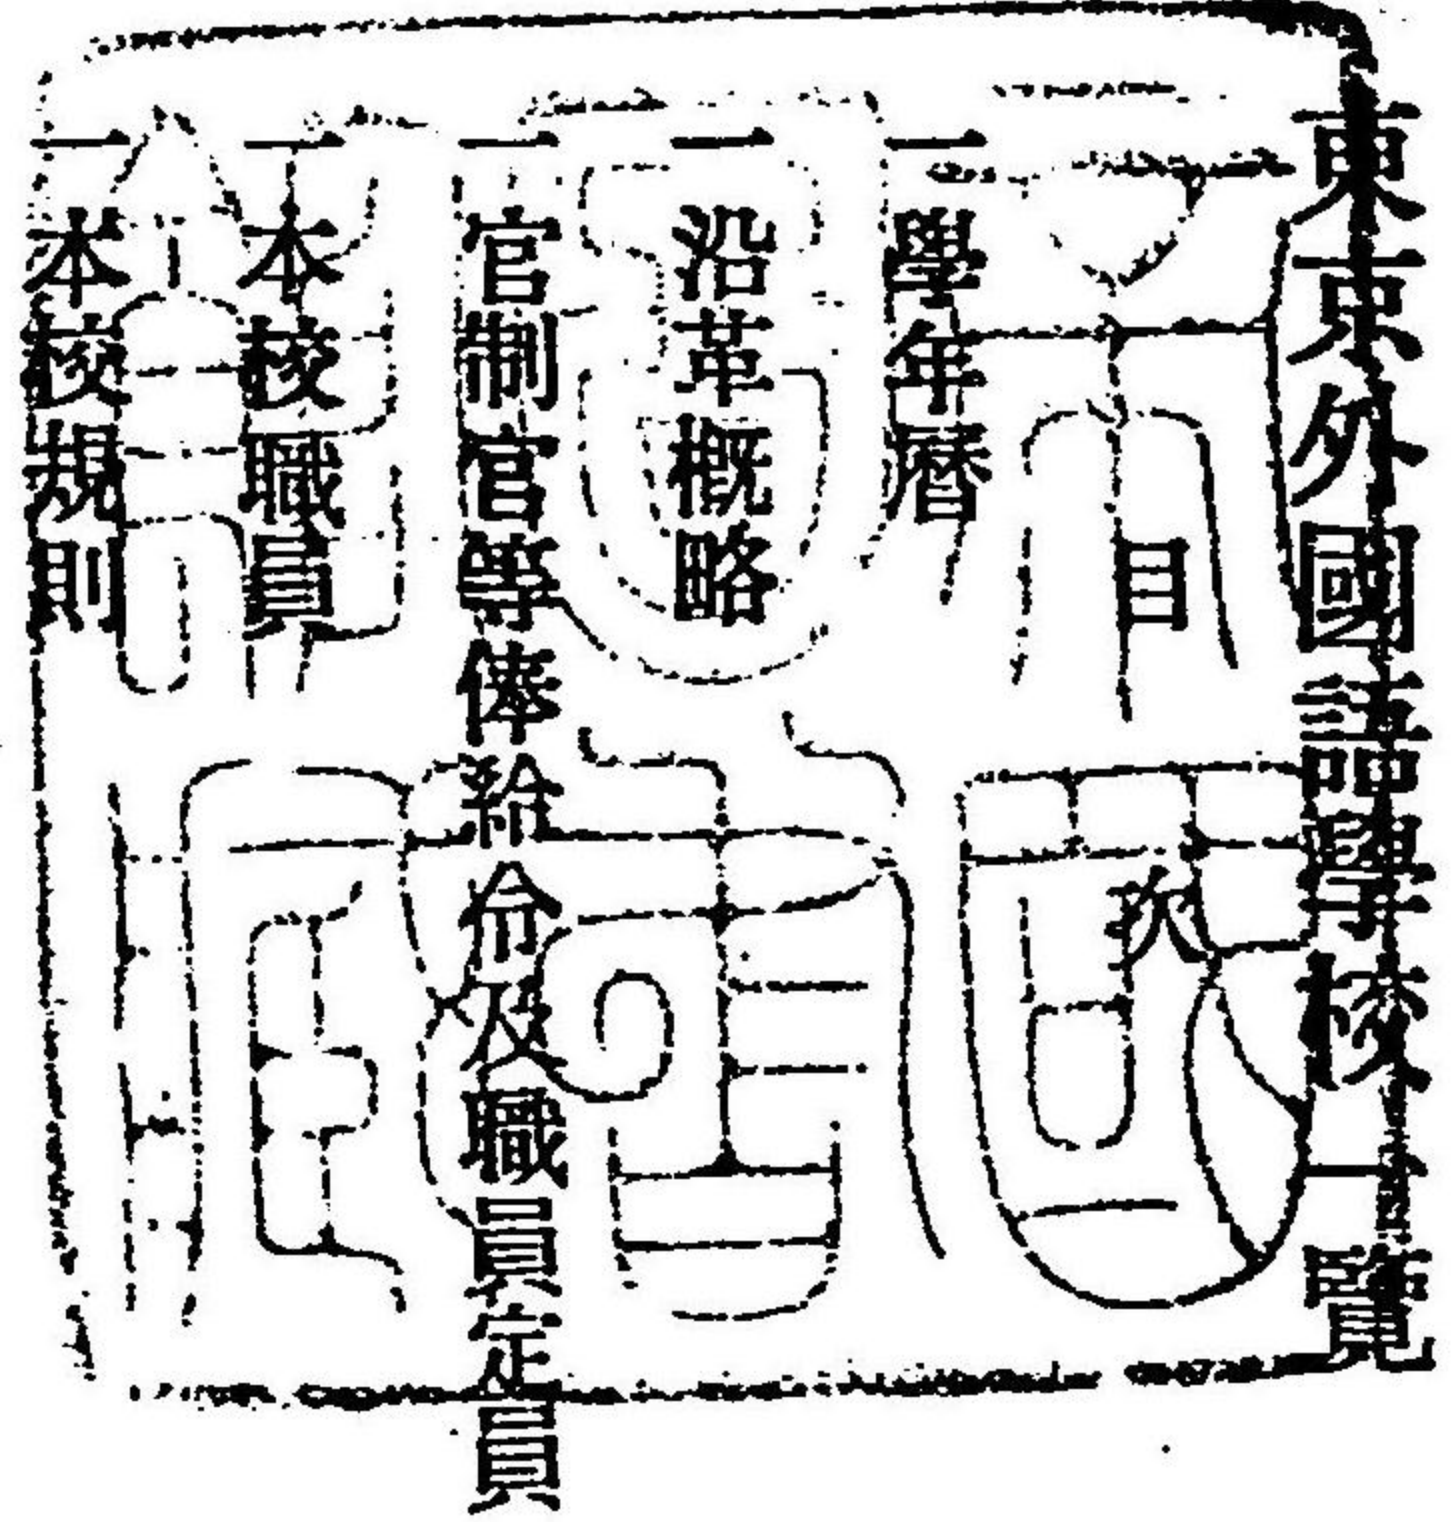 東京外國語學校一覽
目次
一學年曆
一沿革概略
一官制官等俸給令及職員定員
一本校職員
一本校規則